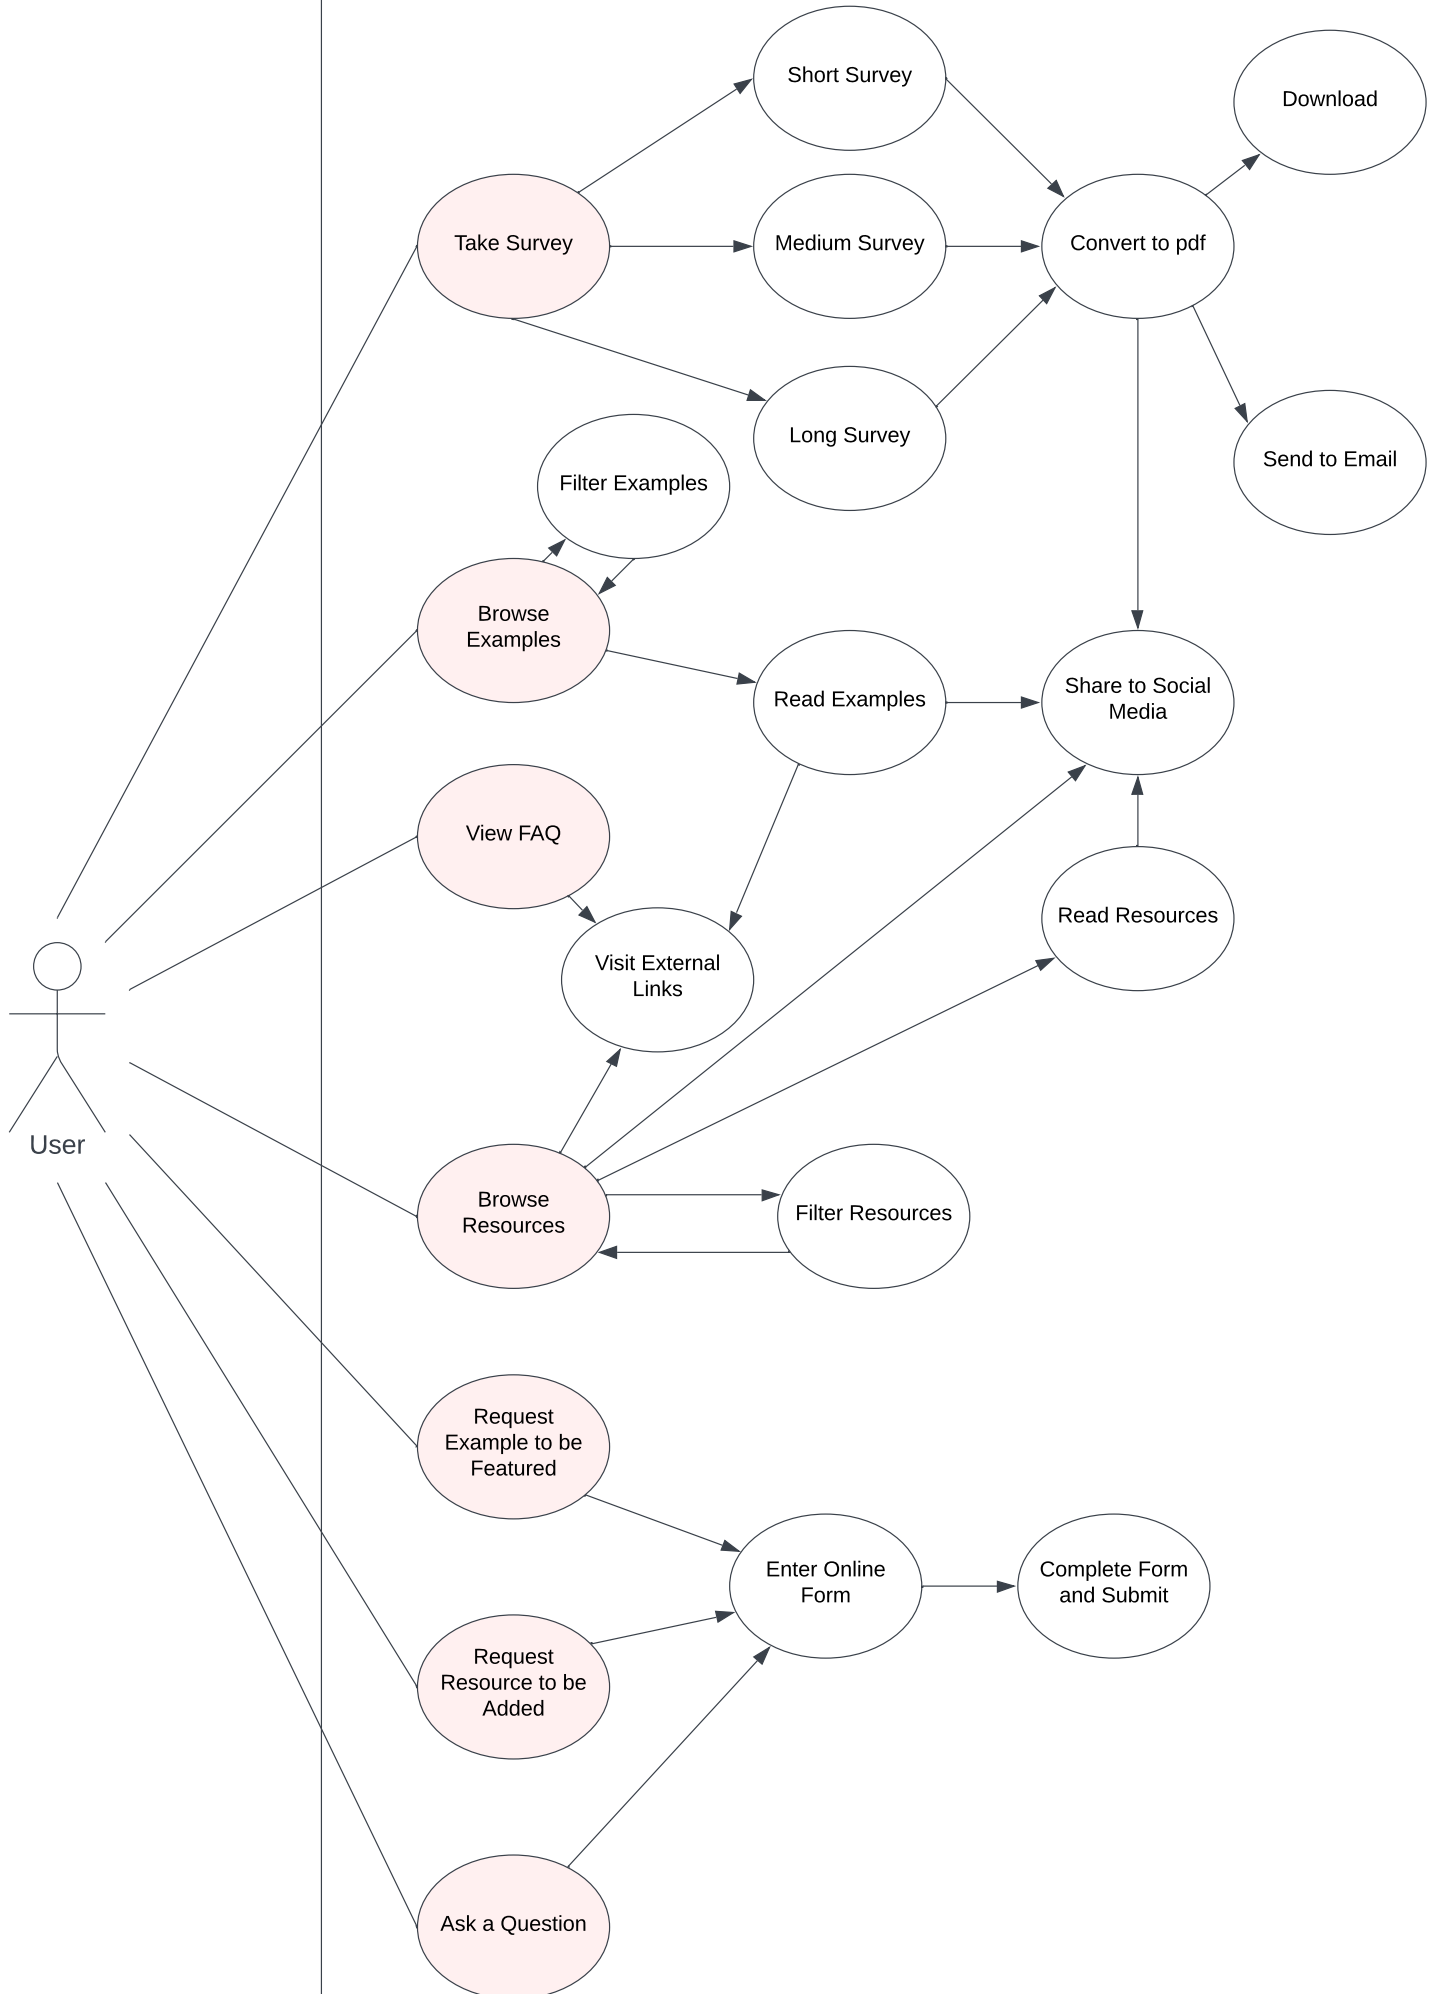 Short Survey
Download
Take Survey
Medium Survey
Convert to pdf
Long Survey
Send to Email
Filter Examples
Browse
Examples
Read Examples
Share to Social
Media
View FAQ
Read Resources
Visit External
Links
User
Browse
Resources
Filter Resources
Request
Example to be
Featured
Enter Online
Form
Complete Form
and Submit
Request
Resource to be
Added
Ask a Question